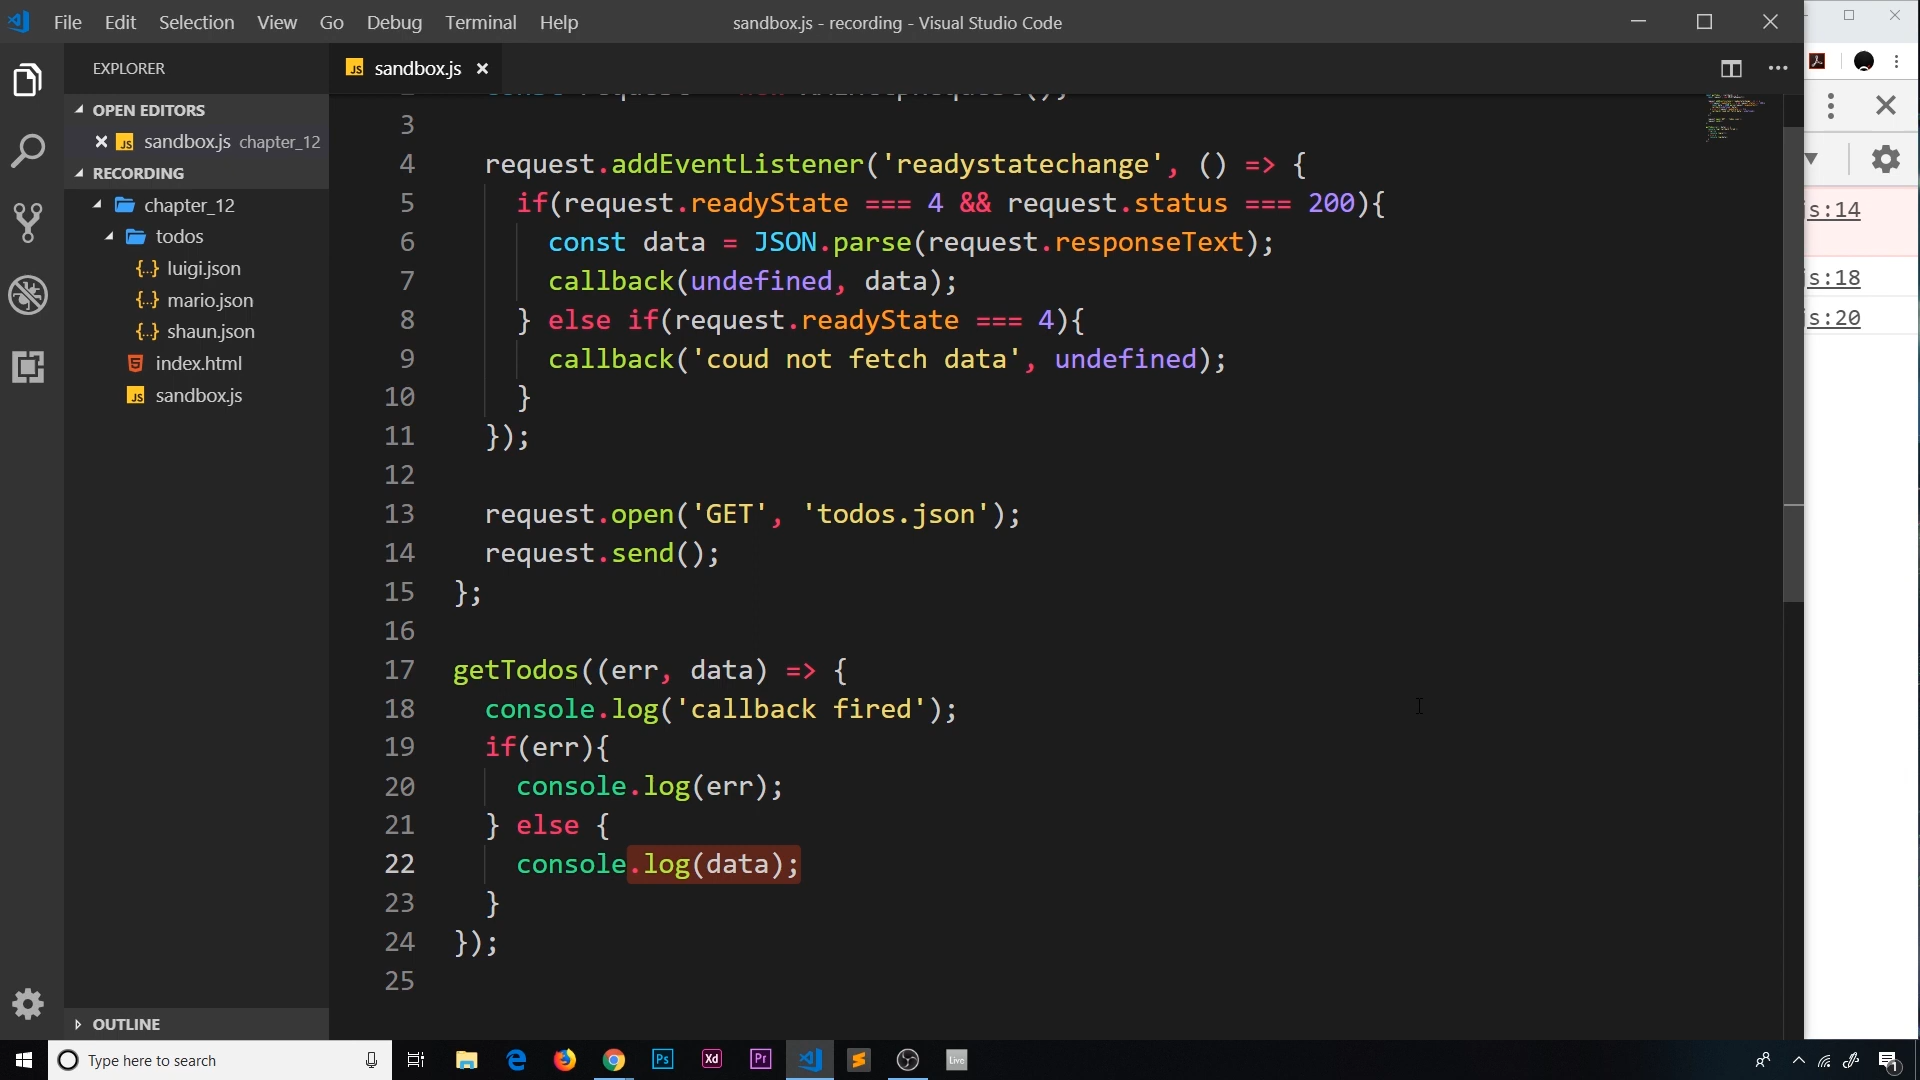 File Edit Selection View Go Debug Terminal Help
sandbox.js - recording - Visual Studio Code
EXPLORER
OPEN EDITORS
sandbox.js chapter_12
RECORDING
chapter_12
todos
luigi.json
mario.json
shaun.json
index.html
sandbox.js
OUTLINE
JS sandbox.js
3
4 request.addEventListener('readystatechange', () => {
5 if(request.readyState === 4 && request.status === 200){
6 const data = JSON.parse(request.responseText);
7 callback(undefined, data);
8 } else if(request.readyState === 4){
9 callback('coud not fetch data', undefined);
10 }
11 });
12
13 request.open('GET', 'todos.json');
14 request.send();
15 };
16
17 getTodos((err, data) => {
18 console.log('callback fired');
19 if(err){
20 console.log(err);
21 } else {
22 console.log(data);
23 }
24 });
25
s:14
s:18
s:20
Type here to search
Ps
Xd
Pr
Live
1